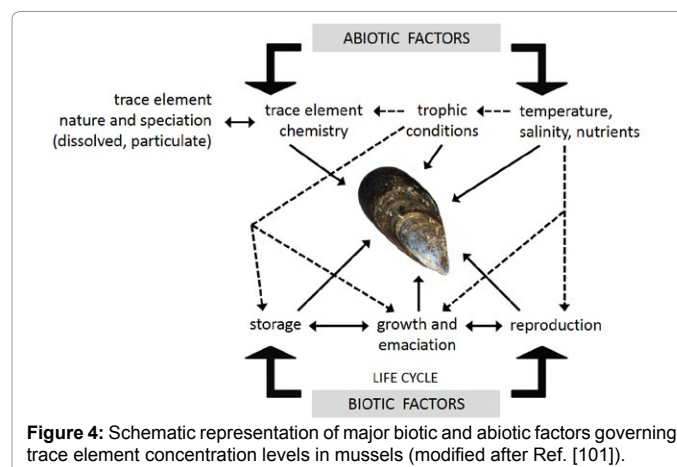 ABIOTIC FACTORS
trace element
nature and speciation
(dissolved, particulate)
trace element
chemistry
trophic
conditions
temperature,
salinity, nutrients
storage
growth and
emaciation
reproduction
LIFE CYCLE
BIOTIC FACTORS
Figure 4: Schematic representation of major biotic and abiotic factors governing
trace element concentration levels in mussels (modified after Ref. [101]).